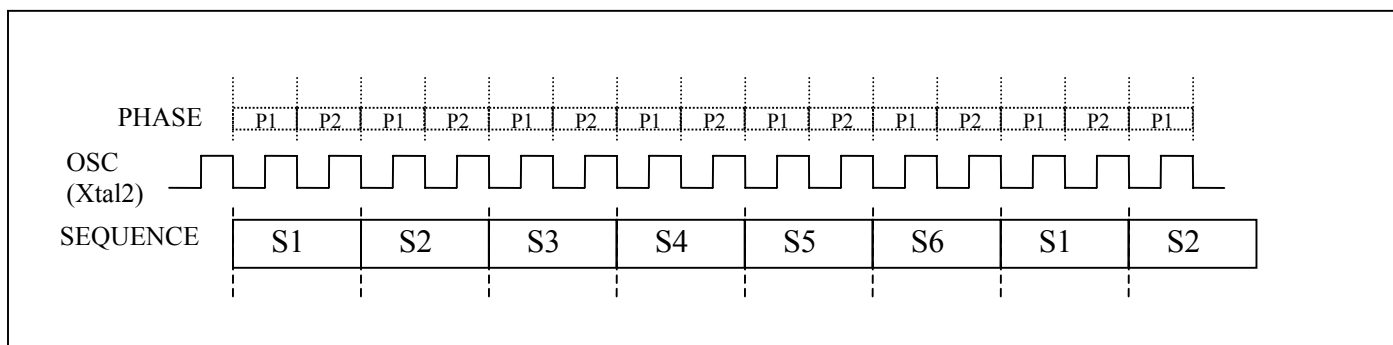 PHASE P1 P2 P1 P2 P1 P2 P1 P2 P1 P2 P1 P2 P1 P2 P1
OSC
(Xtal2)
SEQUENCE S1 S2 S3 S4 S5 S6 S1 S2